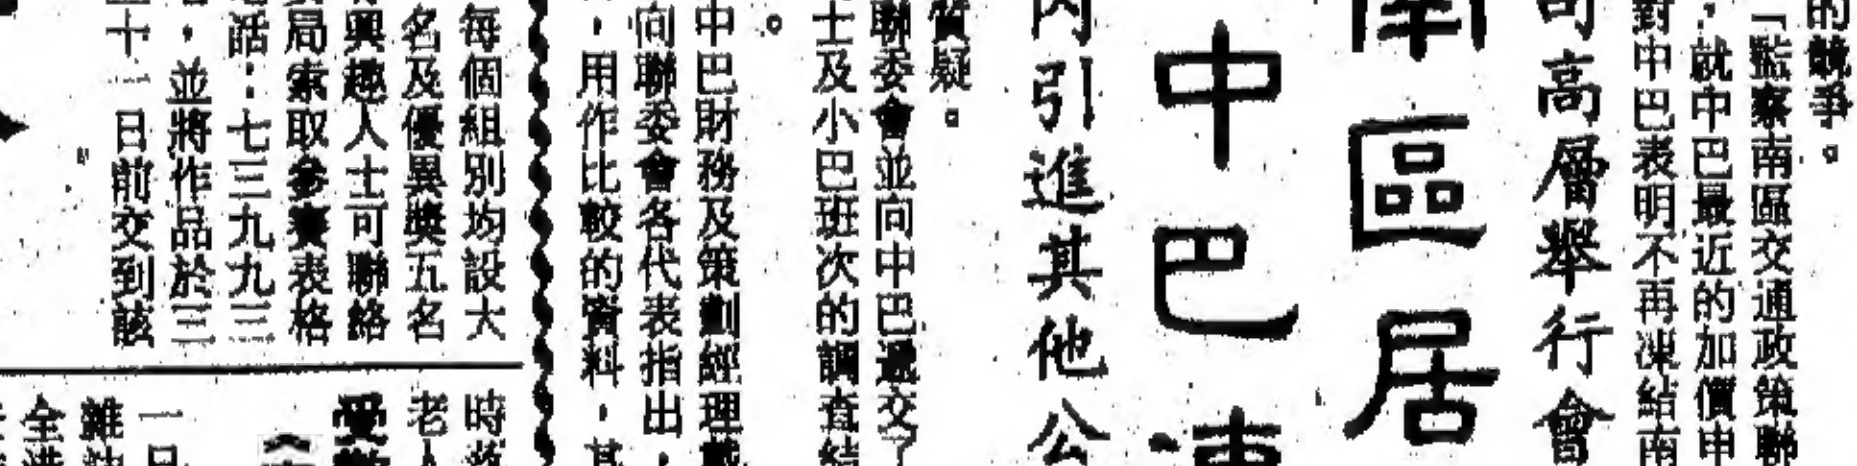 的競爭。
「監察南區交通政策聯
，就中巴最近的加價申
對中巴表明不再凍結南
司高層舉行會
南區居
中巴凍
內引進其他公
質疑。
聯委會並向中巴遞交了
士及小巴班次的調查結
。
中巴財務及策劃經理戴
向聯委會各代表指出，
，用作比較的資料，其
每個組別均設大
名及優異獎五名
興趣人士可聯絡
局索取參賽表格
話：七三九九三
，並將作品於三
十一日前交到該
時
老人
受
一日
雖
全港